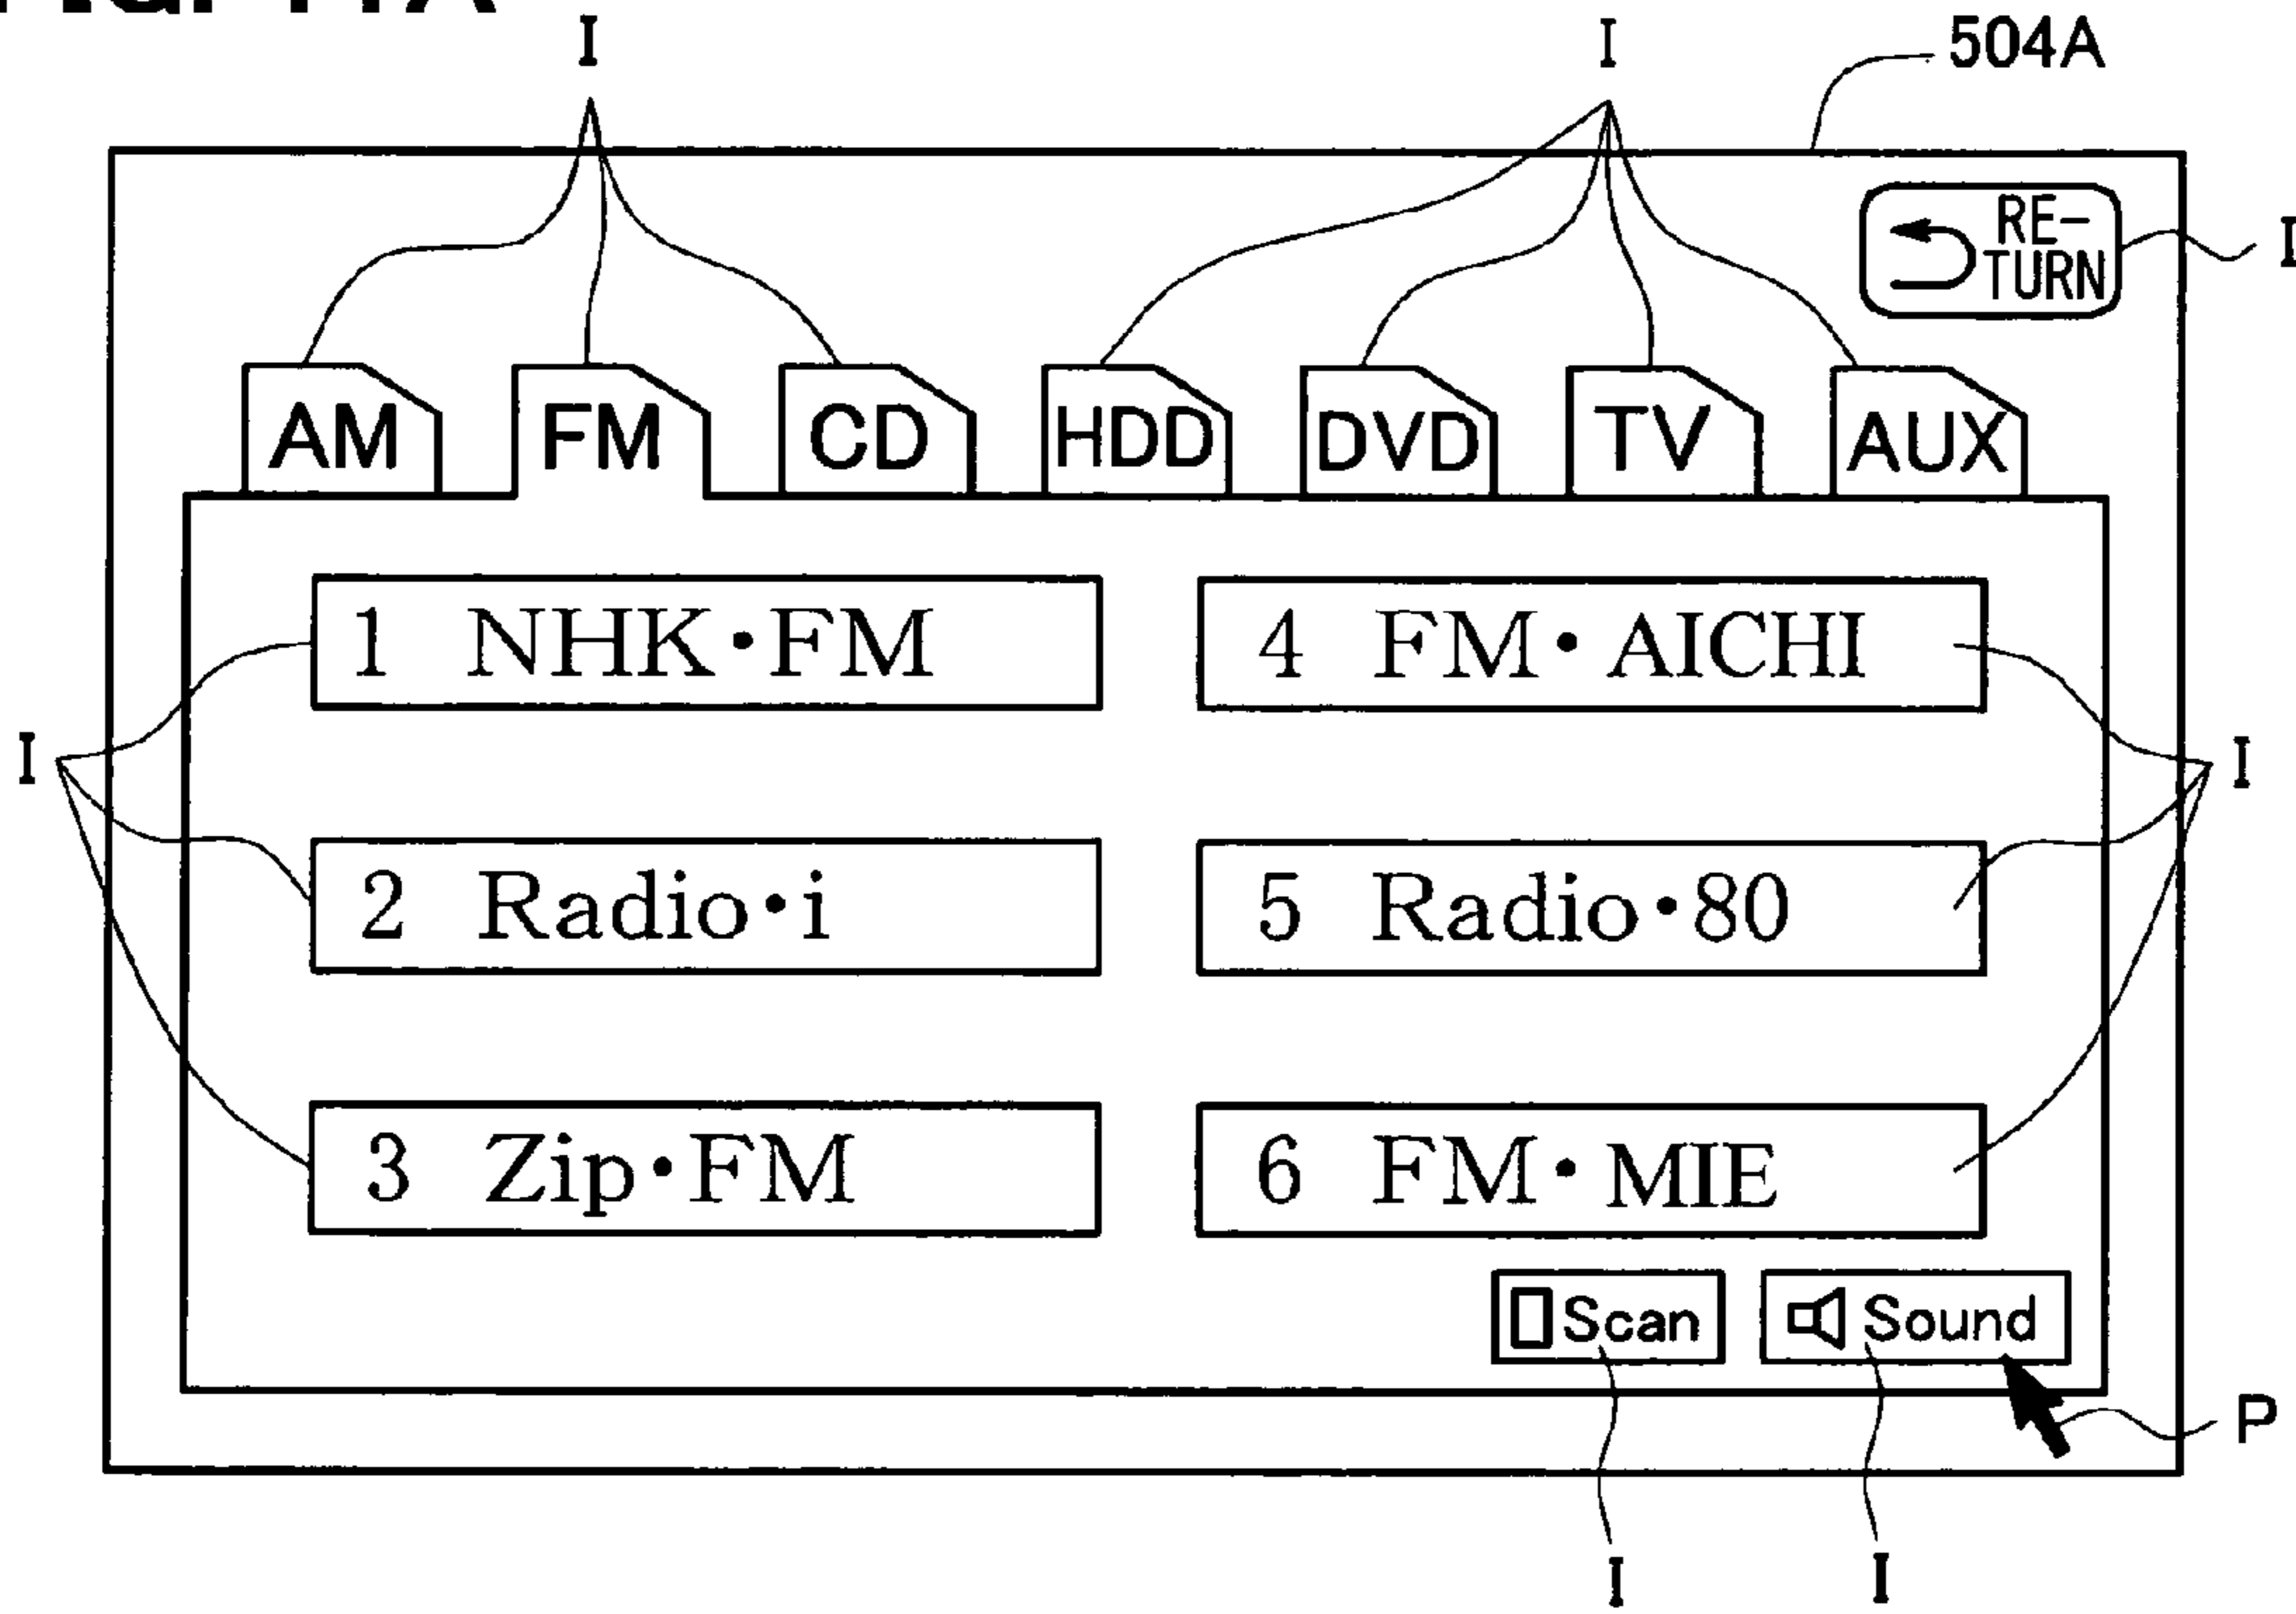 I I 504A
RE-
TURN I
AM FM CD HDD DVD TV AUX
1 NHK・FM 4 FM・AICHI
I I
2 Radio・i 5 Radio・80
3 Zip・FM 6 FM・MIE
Scan Sound
P
I I